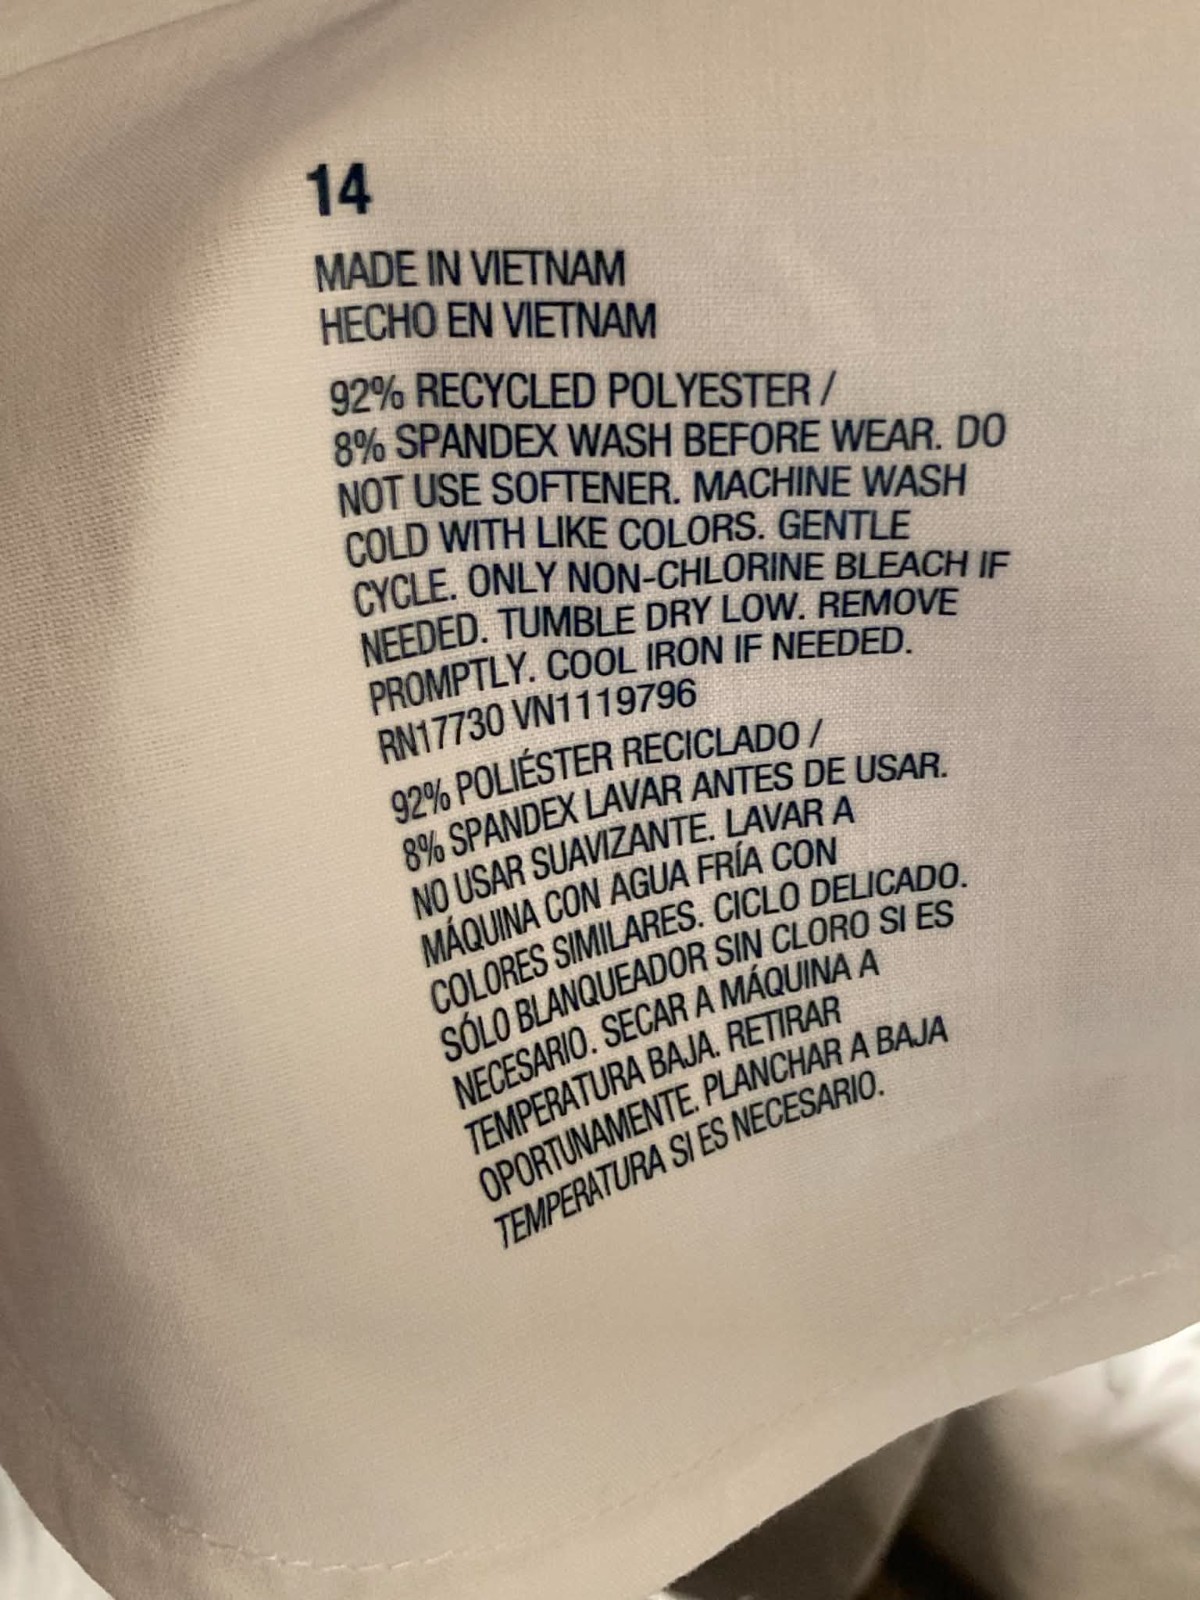 14
MADE IN VIETNAM
HECHO EN VIETNAM
92% RECYCLED POLYESTER /
8% SPANDEX WASH BEFORE WEAR. DO
NOT USE SOFTENER. MACHINE WASH
COLD WITH LIKE COLORS. GENTLE
CYCLE. ONLY NON-CHLORINE BLEACH IF
NEEDED. TUMBLE DRY LOW. REMOVE
PROMPTLY. COOL IRON IF NEEDED.
RN17730 VN1119796
92% POLIÉSTER RECICLADO /
8% SPANDEX LAVAR ANTES DE USAR.
NO USAR SUAVIZANTE. LAVAR A
MÁQUINA CON AGUA FRÍA CON
COLORES SIMILARES. CICLO DELICADO.
SÓLO BLANQUEADOR SIN CLORO SI ES
NECESARIO. SECAR A MÁQUINA A
TEMPERATURA BAJA. RETIRAR
OPORTUNAMENTE. PLANCHAR A BAJA
TEMPERATURA SI ES NECESARIO.